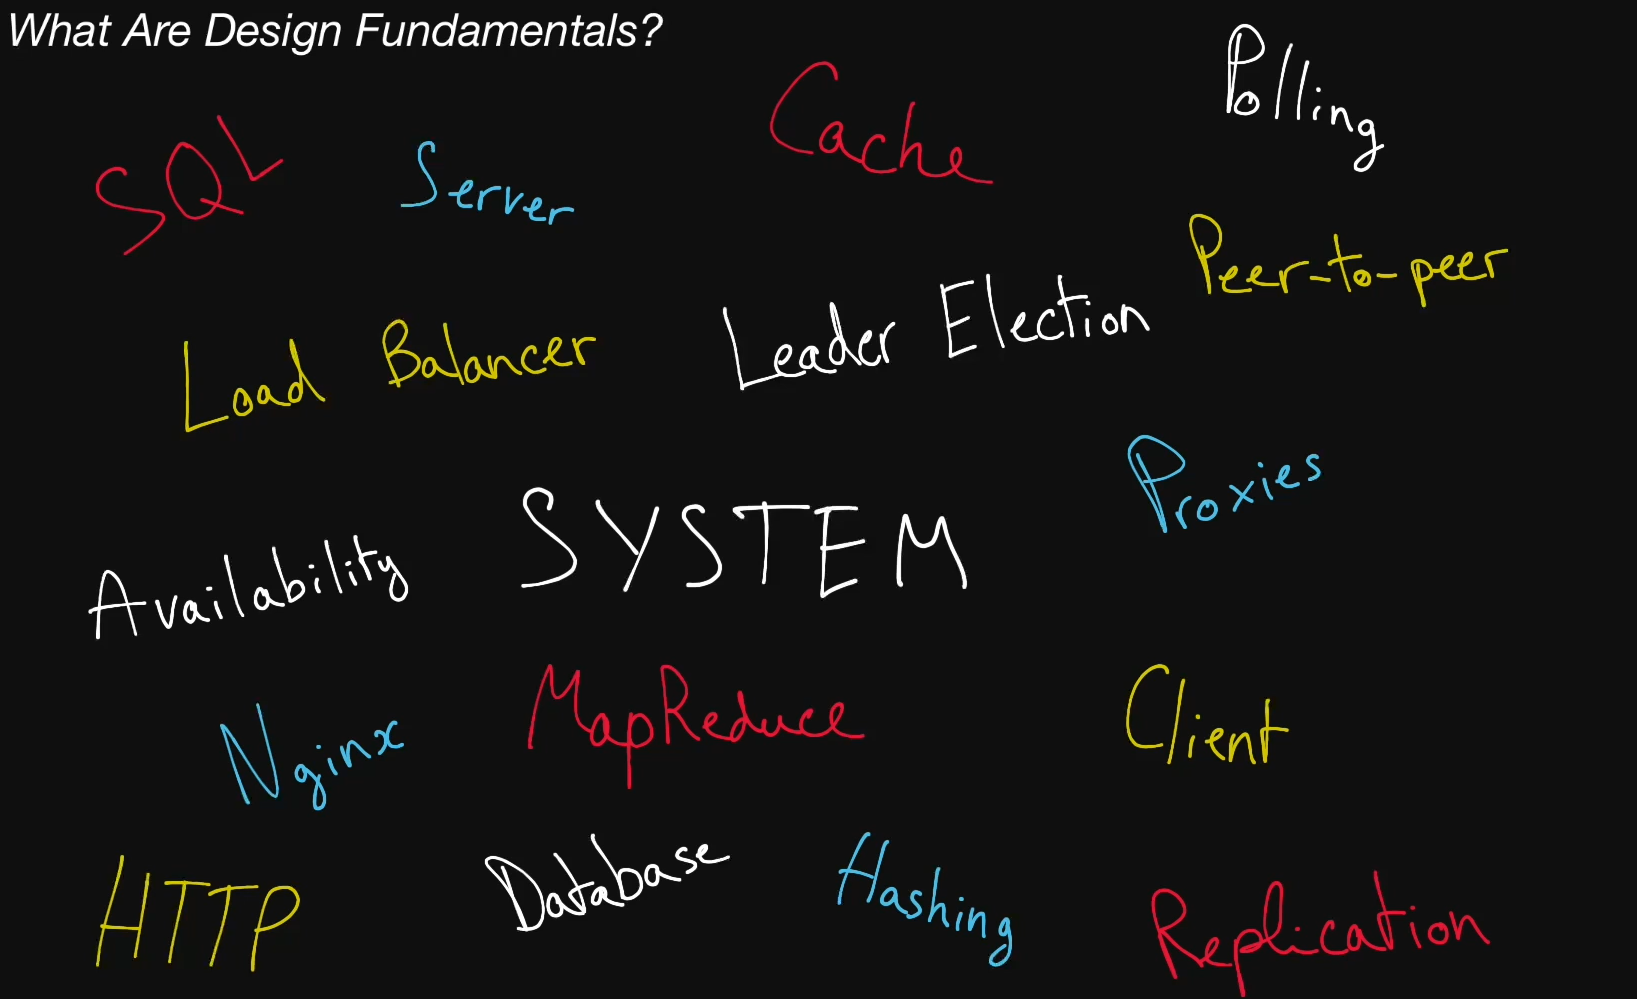 What Are Design Fundamentals?
Polling
Cache
SQL
Server
Peer-to-peer
Leader Election
Load Balancer
Proxies
SYSTEM
Availability
MapReduce
Client
Nginx
Database
Hashing
HTTP
Replication